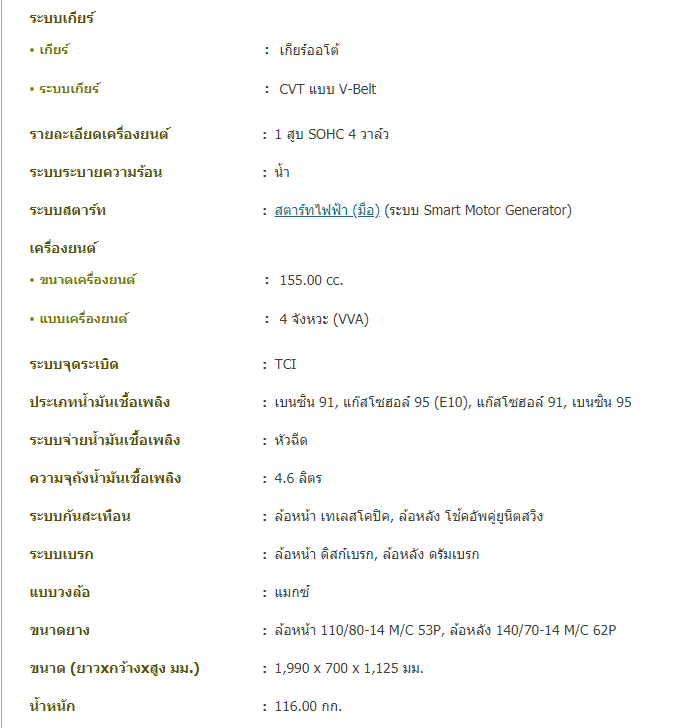 ระบบเกียร์
• เกียร์ : เกียร์ออโต้
• ระบบเกียร์ : CVT แบบ V-Belt
รายละเอียดเครื่องยนต์ : 1 สูบ SOHC 4 วาล์ว
ระบบระบายความร้อน : น้ำ
ระบบสตาร์ท : สตาร์ทไฟฟ้า (มือ) (ระบบ Smart Motor Generator)
เครื่องยนต์
• ขนาดเครื่องยนต์ : 155.00 cc.
• แบบเครื่องยนต์ : 4 จังหวะ (VVA)
ระบบจุดระเบิด : TCI
ประเภทน้ำมันเชื้อเพลิง : เบนซิน 91, แก๊สโซฮอล์ 95 (E10), แก๊สโซฮอล์ 91, เบนซิน 95
ระบบจ่ายน้ำมันเชื้อเพลิง : หัวฉีด
ความจุถังน้ำมันเชื้อเพลิง : 4.6 ลิตร
ระบบกันสะเทือน : ล้อหน้า เทเลสโคปิค, ล้อหลัง โช้คอัพคู่ยูนิตสวิง
ระบบเบรก : ล้อหน้า ดิสก์เบรก, ล้อหลัง ดรัมเบรก
แบบวงล้อ : แมกซ์
ขนาดยาง : ล้อหน้า 110/80-14 M/C 53P, ล้อหลัง 140/70-14 M/C 62P
ขนาด (ยาวxกว้างxสูง มม.) : 1,990 x 700 x 1,125 มม.
น้ำหนัก : 116.00 กก.